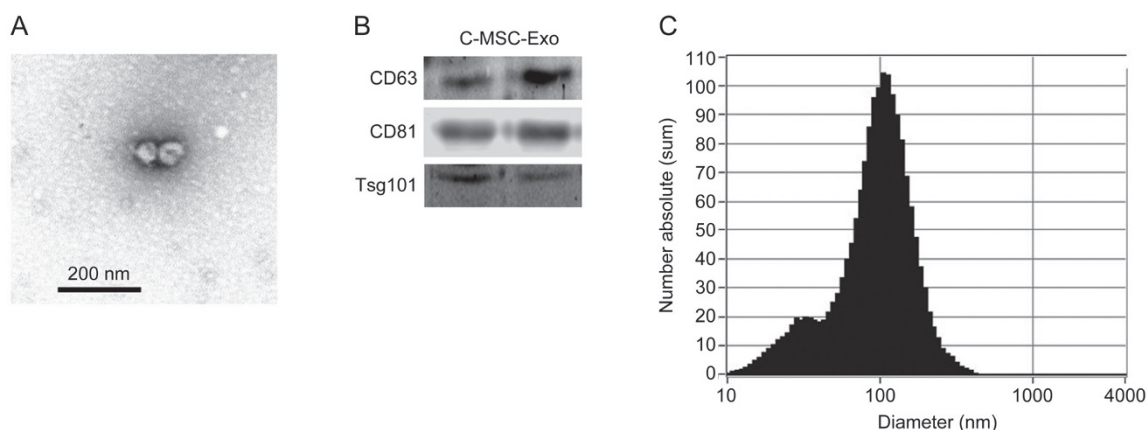 A
200 nm
B
C-MSC-Exo
CD63
CD81
Tsg101
C
Number absolute (sum)
110
100
90
80
70
60
50
40
30
20
10
0
10 100 1000 4000
Diameter (nm)